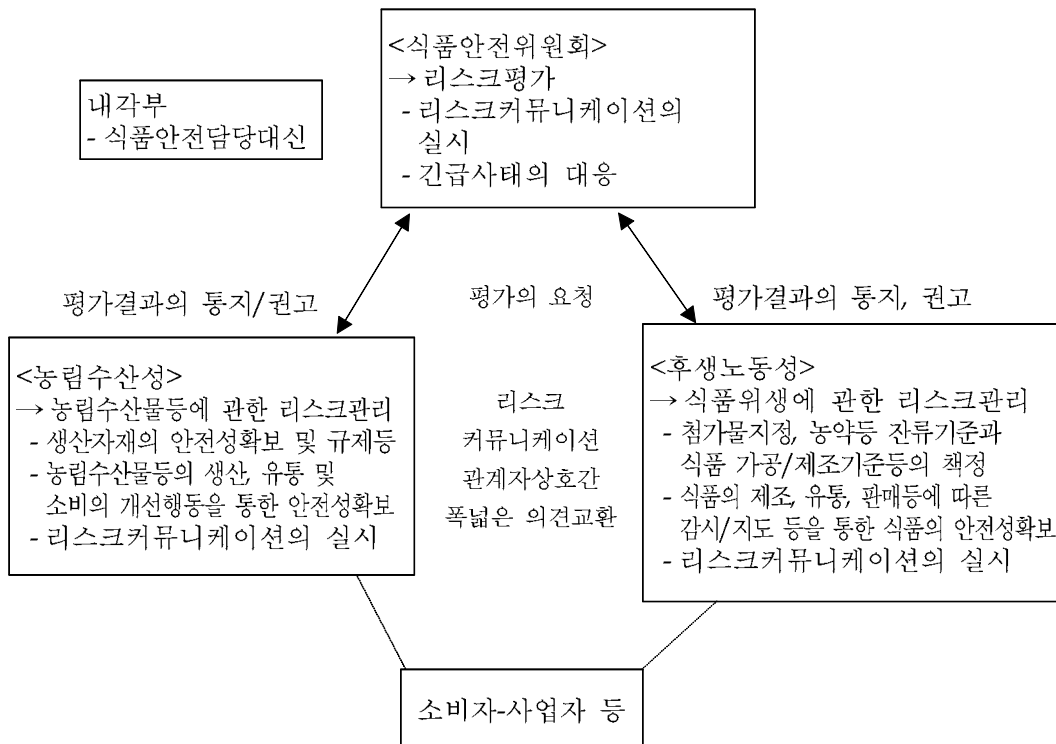 <식품안전위원회>
→ 리스크평가
- 리스크커뮤니케이션의
실시
- 긴급사태의 대응
내각부
- 식품안전담당대신
평가결과의 통지/권고
평가의 요청
평가결과의 통지, 권고
<농림수산성>
→ 농림수산물등에 관한 리스크관리
- 생산자재의 안전성확보 및 규제등
- 농림수산물등의 생산, 유통 및
소비의 개선행동을 통한 안전성확보
- 리스크커뮤니케이션의 실시
리스크
커뮤니케이션
관계자상호간
폭넓은 의견교환
<후생노동성>
→ 식품위생에 관한 리스크관리
- 첨가물지정, 농약등 잔류기준과
식품 가공/제조기준등의 책정
- 식품의 제조, 유통, 판매등에 따른
감시/지도 등을 통한 식품의 안전성확보
- 리스크커뮤니케이션의 실시
소비자-사업자 등